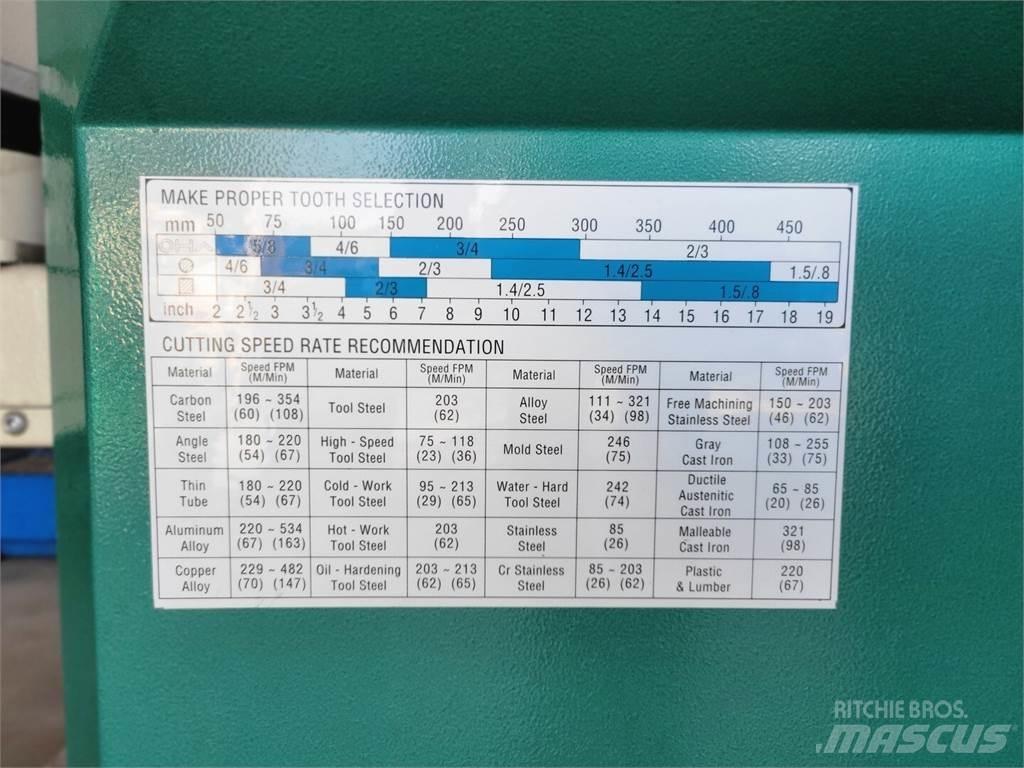 MAKE PROPER TOOTH SELECTION
mm 50 75 100 150 200 250 300 350 400 450
5/8 4/6 3/4 2/3
4/6 3/4 2/3 1.4/2.5 1.5/.8
3/4 2/3 1.4/2.5 1.5/.8
inch 2 2½ 3 3½ 4 5 6 7 8 9 10 11 12 13 14 15 16 17 18 19
CUTTING SPEED RATE RECOMMENDATION
Material Speed FPM (M/Min) Material Speed FPM (M/Min) Material Speed FPM (M/Min) Material Speed FPM (M/Min)
Carbon Steel 196 ~ 354 (60) (108) Tool Steel 203 (62) Alloy Steel 111 ~ 321 (34) (98) Free Machining Stainless Steel 150 ~ 203 (46) (62)
Angle Steel 180 ~ 220 (54) (67) High - Speed Tool Steel 75 ~ 118 (23) (36) Mold Steel 246 (75) Gray Cast Iron 108 ~ 255 (33) (75)
Thin Tube 180 ~ 220 (54) (67) Cold - Work Tool Steel 95 ~ 213 (29) (65) Water - Hard Tool Steel 242 (74) Ductile Austenitic Cast Iron 65 ~ 85 (20) (26)
Aluminum Alloy 220 ~ 534 (67) (163) Hot - Work Tool Steel 203 (62) Stainless Steel 85 (26) Malleable Cast Iron 321 (98)
Copper Alloy 229 ~ 482 (70) (147) Oil - Hardening Tool Steel 203 ~ 213 (62) (65) Cr Stainless Steel 85 ~ 203 (26) (62) Plastic & Lumber 220 (67)
RITCHIE BROS.
MASCUS